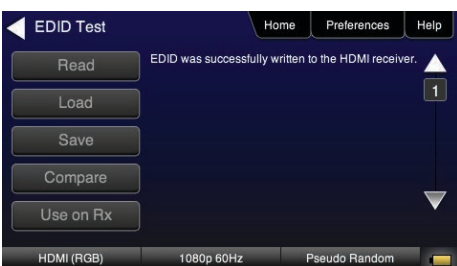 EDID Test
Home
Preferences
Help
Read
EDID was successfully written to the HDMI receiver.
1
Load
Save
Compare
Use on Rx
HDMI (RGB)
1080p 60Hz
Pseudo Random